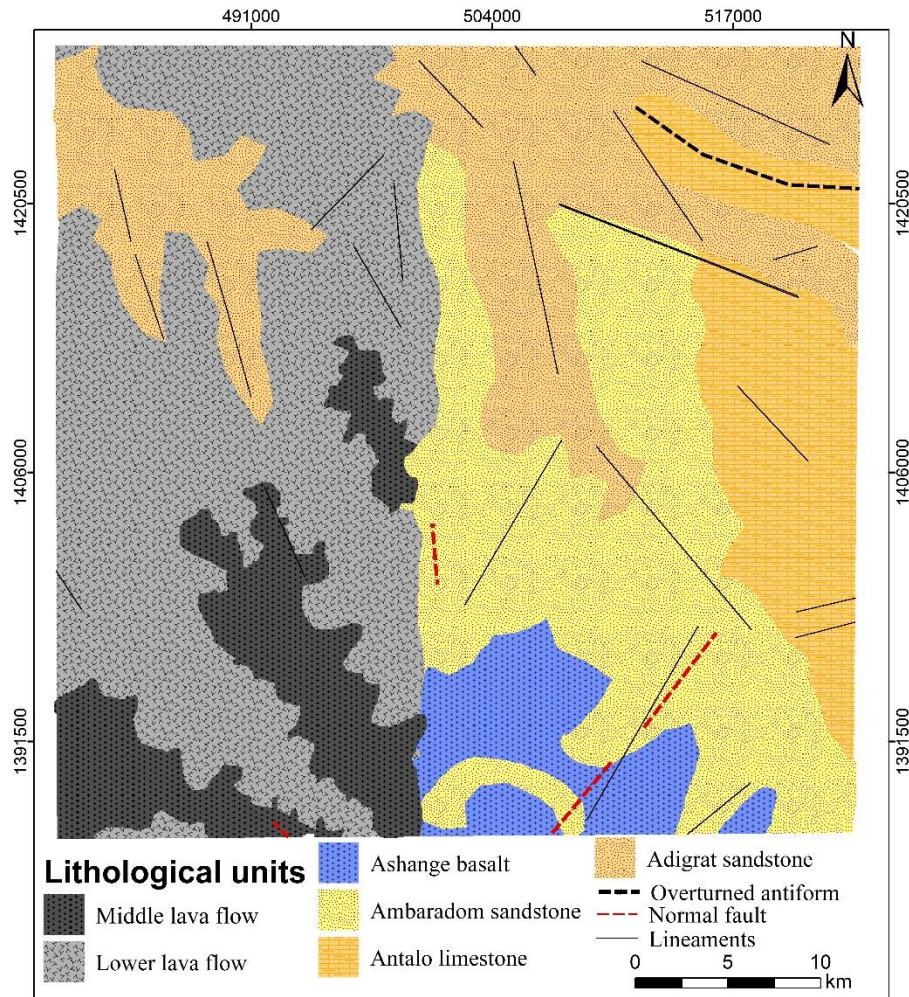 491000 504000 517000
N
1420500 1420500
1406000 1406000
1391500 1391500
Lithological units
Middle lava flow
Lower lava flow
Ashange basalt
Ambaradom sandstone
Antalo limestone
Adigrat sandstone
Overturned antiform
Normal fault
Lineaments
0 5 10
km